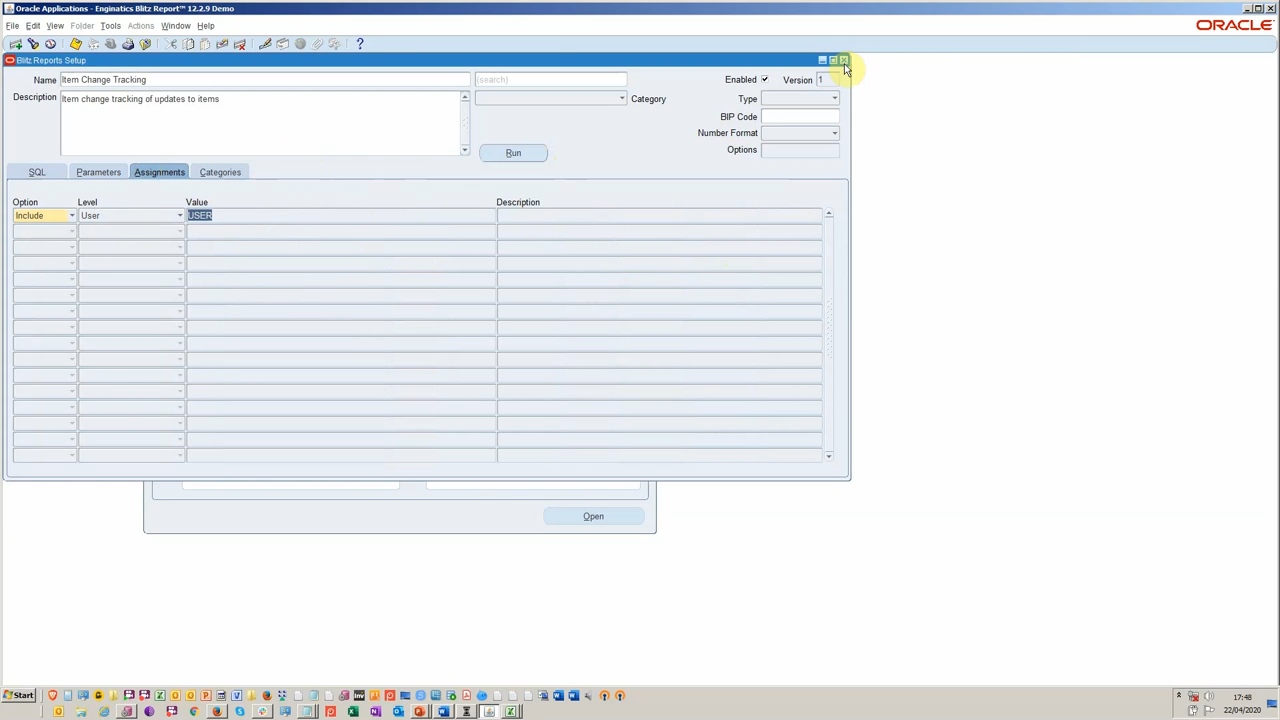 Oracle Applications - Enginatics Blitz Report™ 12.2.9 Demo
File Edit View Folder Tools Actions Window Help
ORACLE
Blitz Reports Setup
Name Item Change Tracking (search) Enabled Version 1
Description Item change tracking of updates to items Category Type
BIP Code
Number Format
Options
Run
SQL Parameters Assignments Categories
Option Level Value Description
Include User USER
Open
Start
17:48
22/04/2020